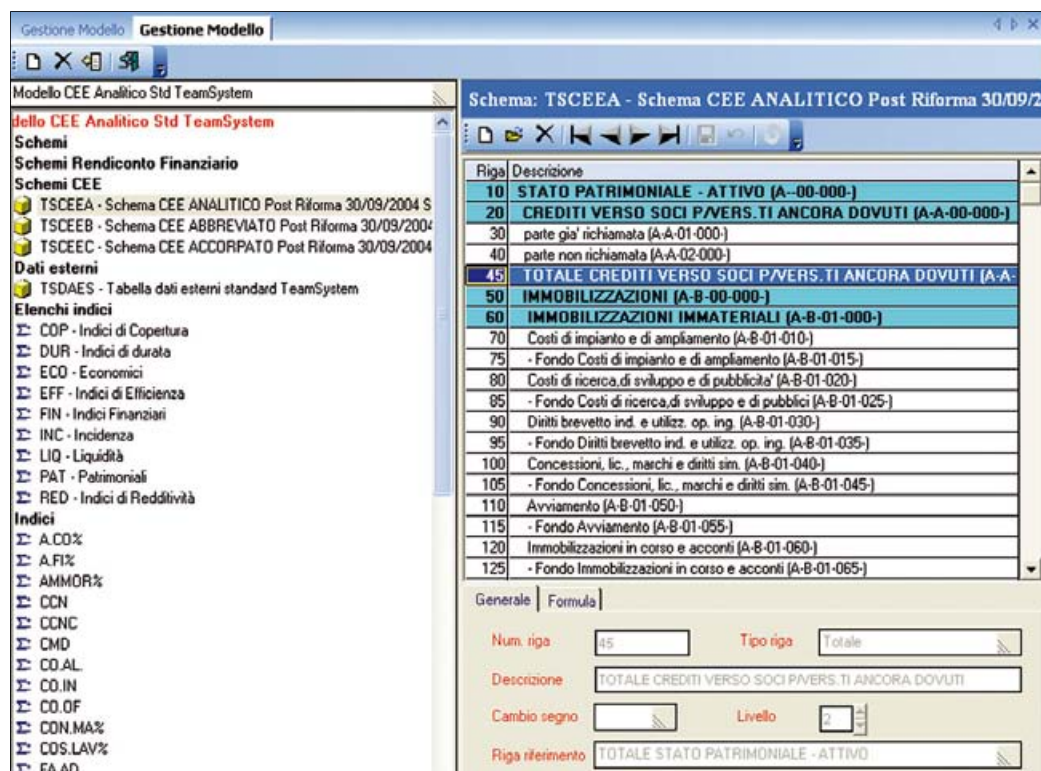 Gestione Modello Gestione Modello
Modello CEE Analitico Std TeamSystem
dello CEE Analitico Std TeamSystem
Schemi
Schemi Rendiconto Finanziario
Schemi CEE
TSCEEA - Schema CEE ANALITICO Post Riforma 30/09/2004 S
TSCEEB - Schema CEE ABBREVIATO Post Riforma 30/09/2004
TSCEEC - Schema CEE ACCORPATO Post Riforma 30/09/2004
Dati esterni
TSDAES - Tabella dati esterni standard TeamSystem
Elenchi indici
COP - Indici di Copertura
DUR - Indici di durata
ECO - Economici
EFF - Indici di Efficienza
FIN - Indici Finanziari
INC - Incidenza
LIQ - Liquidità
PAT - Patrimoniali
RED - Indici di Redditività
Indici
A.CO%
A.FI%
AMMOR%
CCN
CCNC
CMD
CO.AL.
CO.IN
CO.OF
CON.MA%
COS.LAV%
FA.AD
Schema: TSCEEA - Schema CEE ANALITICO Post Riforma 30/09/2
Riga Descrizione
10 STATO PATRIMONIALE - ATTIVO (A--00-000-)
20 CREDITI VERSO SOCI P/VERS.TI ANCORA DOVUTI (A-A-00-000-)
30 parte gia' richiamata (A-A-01-000-)
40 parte non richiamata (A-A-02-000-)
45 TOTALE CREDITI VERSO SOCI P/VERS.TI ANCORA DOVUTI (A-A-
50 IMMOBILIZZAZIONI (A-B-00-000-)
60 IMMOBILIZZAZIONI IMMATERIALI (A-B-01-000-)
70 Costi di impianto e di ampliamento (A-B-01-010-)
75 - Fondo Costi di impianto e di ampliamento (A-B-01-015-)
80 Costi di ricerca,di sviluppo e di pubblicita' (A-B-01-020-)
85 - Fondo Costi di ricerca,di sviluppo e di pubblici (A-B-01-025-)
90 Diritti brevetto ind. e utilizz. op. ing. (A-B-01-030-)
95 - Fondo Diritti brevetto ind. e utilizz. op. ing. (A-B-01-035-)
100 Concessioni, lic., marchi e diritti sim. (A-B-01-040-)
105 - Fondo Concessioni, lic., marchi e diritti sim. (A-B-01-045-)
110 Avviamento (A-B-01-050-)
115 - Fondo Avviamento (A-B-01-055-)
120 Immobilizzazioni in corso e acconti (A-B-01-060-)
125 - Fondo Immobilizzazioni in corso e acconti (A-B-01-065-)
Generale Formula
Num. riga 45 Tipo riga Totale
Descrizione TOTALE CREDITI VERSO SOCI P/VERS.TI ANCORA DOVUTI
Cambio segno Livello 2
Riga riferimento TOTALE STATO PATRIMONIALE - ATTIVO